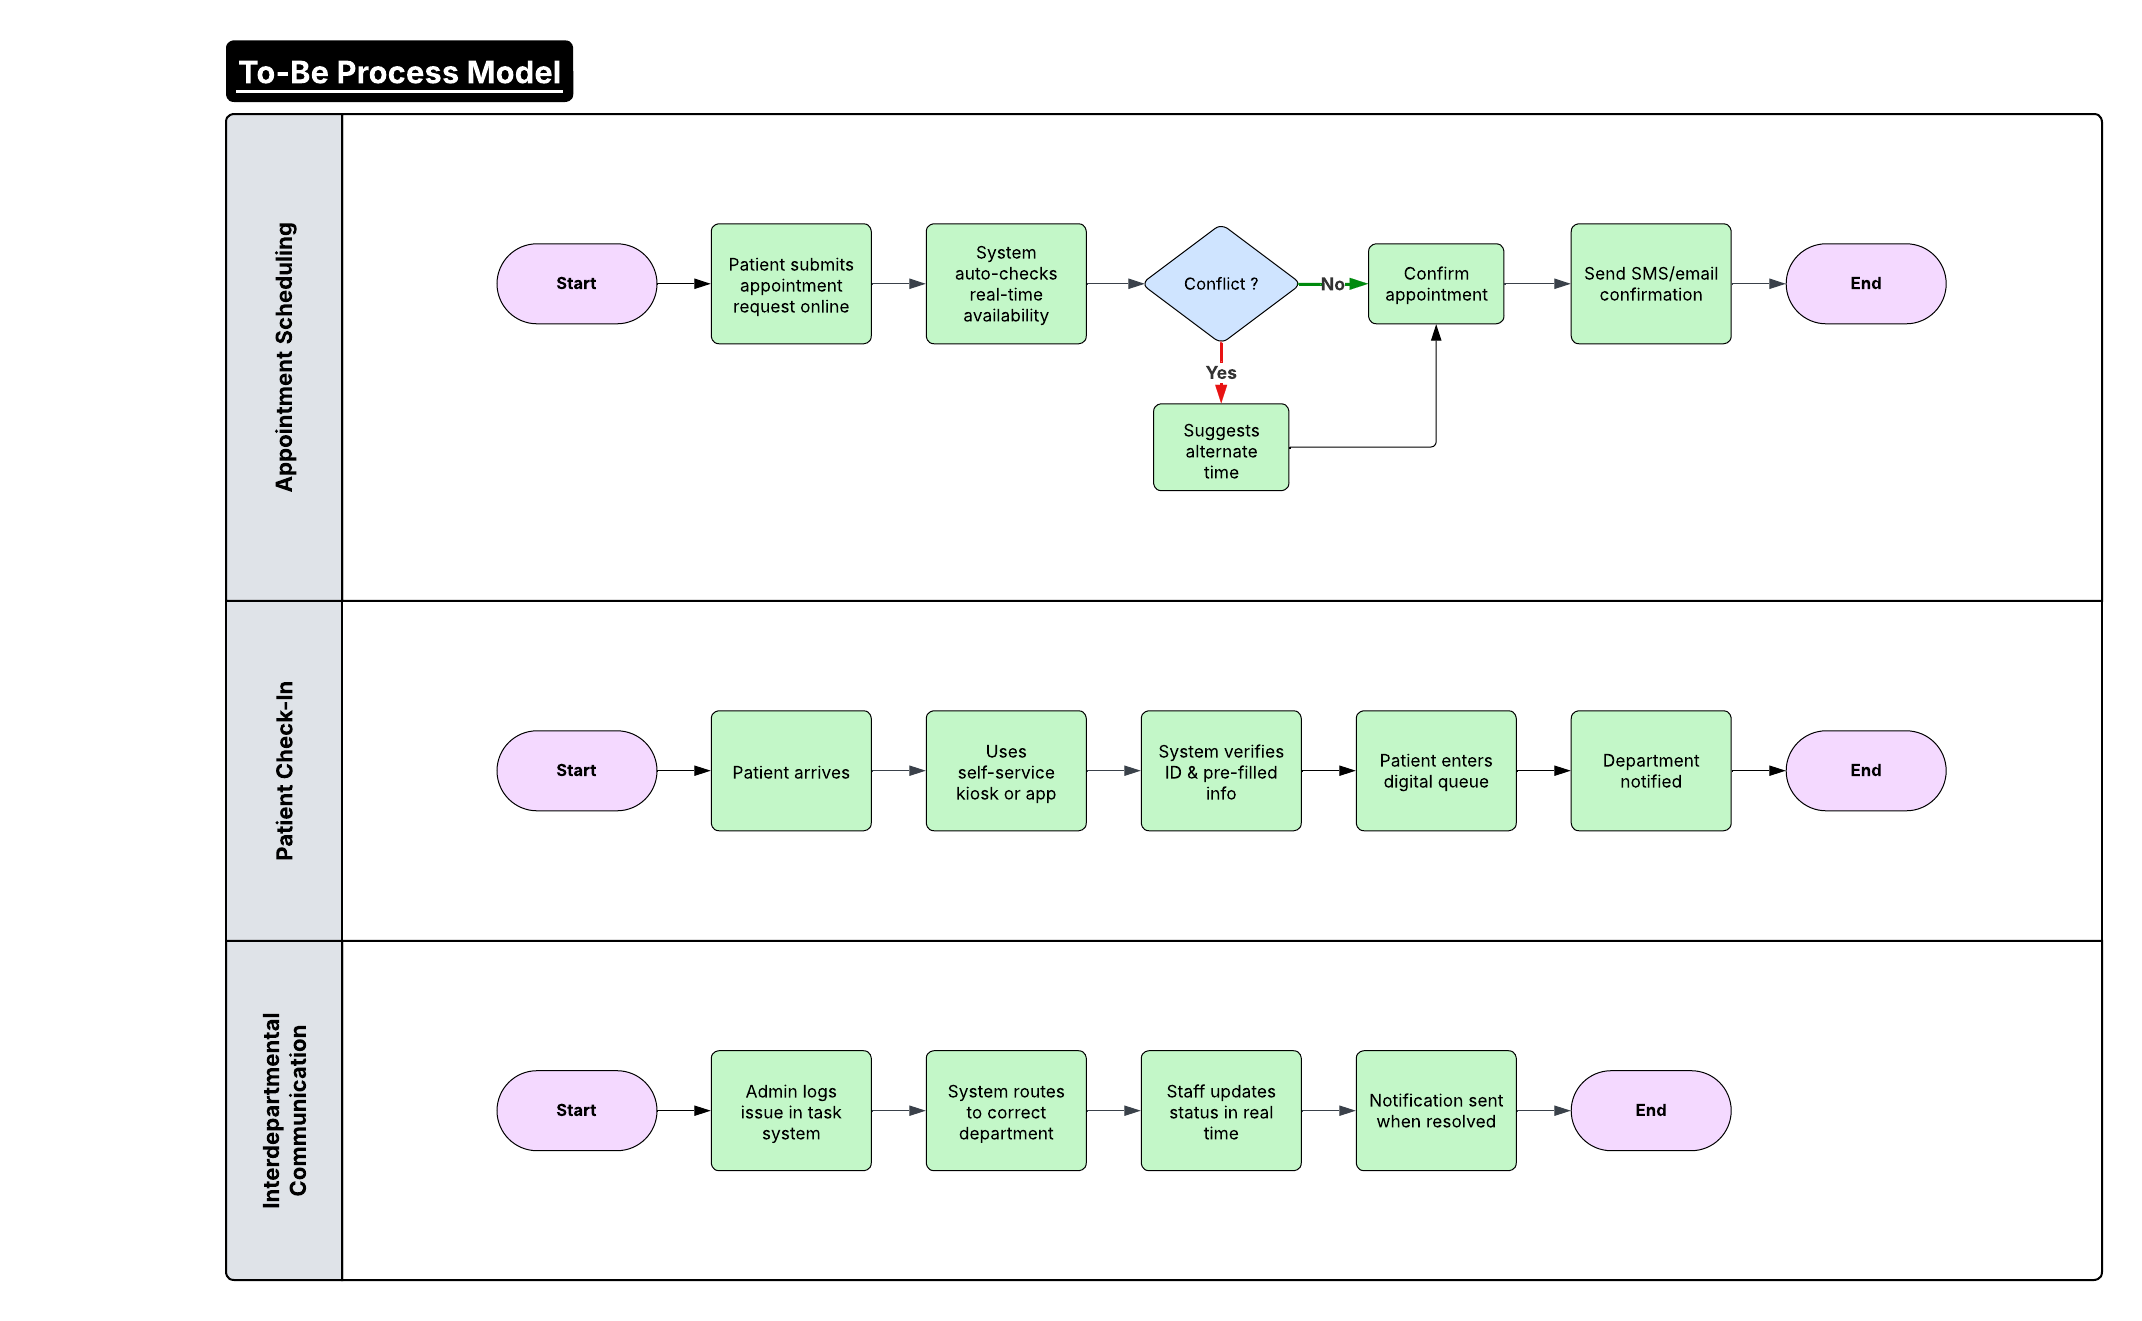 To-Be Process Model
Appointment Scheduling
Start
Patient submits
appointment
request online
System
auto-checks
real-time
availability
Conflict ?
No
Confirm
appointment
Send SMS/email
confirmation
End
Yes
Suggests
alternate
time
Patient Check-In
Start
Patient arrives
Uses
self-service
kiosk or app
System verifies
ID & pre-filled
info
Patient enters
digital queue
Department
notified
End
Interdepartmental
Communication
Start
Admin logs
issue in task
system
System routes
to correct
department
Staff updates
status in real
time
Notification sent
when resolved
End